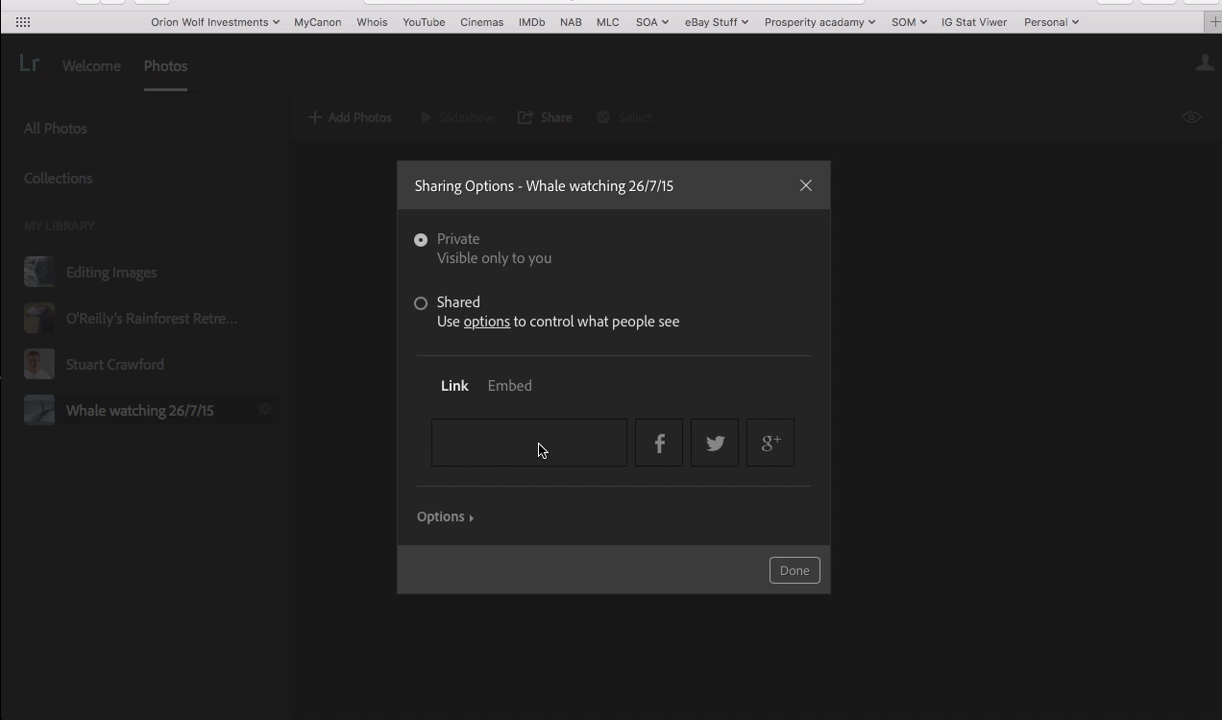 Orion Wolf Investments MyCanon Whois YouTube Cinemas IMDb NAB MLC SOA eBay Stuff Prosperity acadamy SOM IG Stat Viwer Personal
Lr Welcome Photos
All Photos
Collections
MY LIBRARY
Editing Images
O'Reilly's Rainforest Retre...
Stuart Crawford
Whale watching 26/7/15
+ Add Photos Slideshow Share Select
Sharing Options - Whale watching 26/7/15
Private
Visible only to you
Shared
Use options to control what people see
Link Embed
f g+
Options
Done